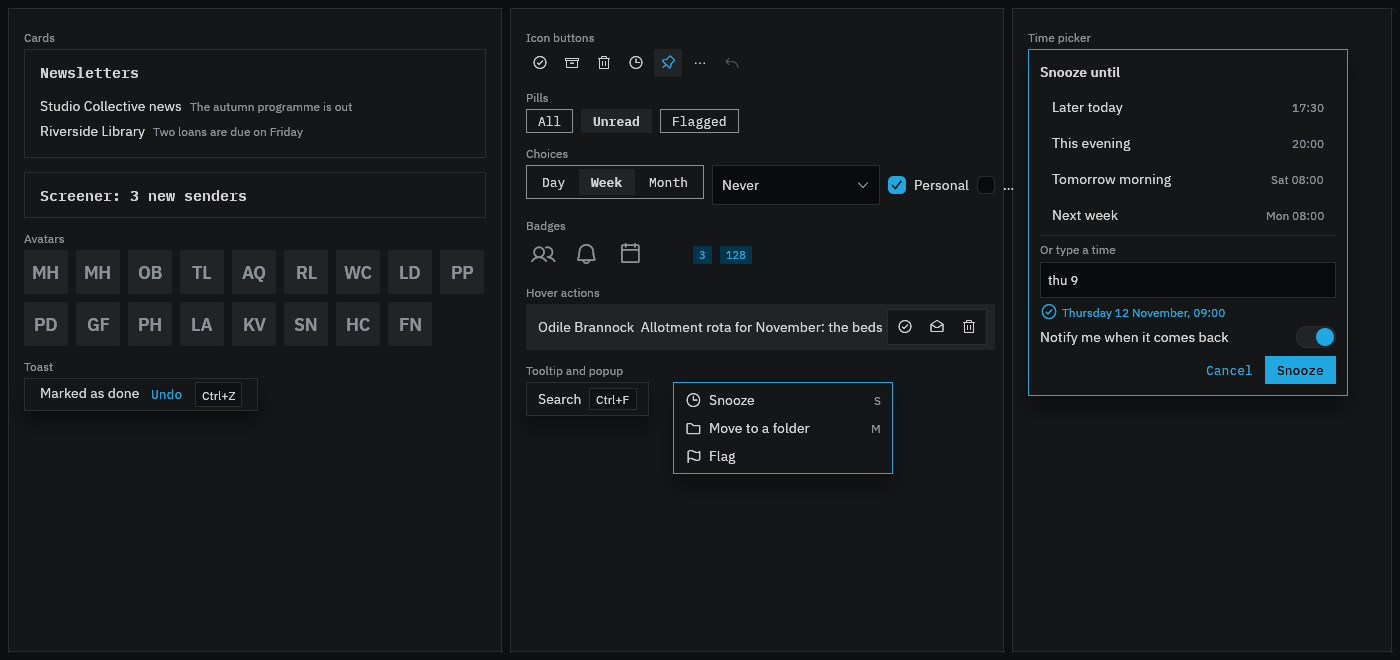 Cards
Newsletters
Studio Collective news The autumn programme is out
Riverside Library Two loans are due on Friday
Screener: 3 new senders
Avatars
MH MH OB TL AQ RL WC LD PP
PD GF PH LA KV SN HC FN
Toast
Marked as done Undo Ctrl+Z
Icon buttons
Pills
All Unread Flagged
Choices
Day Week Month Never Personal ...
Badges
3 128
Hover actions
Odile Brannock Allotment rota for November: the beds
Tooltip and popup
Search Ctrl+F
Snooze S
Move to a folder M
Flag
Time picker
Snooze until
Later today 17:30
This evening 20:00
Tomorrow morning Sat 08:00
Next week Mon 08:00
Or type a time
thu 9
Thursday 12 November, 09:00
Notify me when it comes back
Cancel Snooze